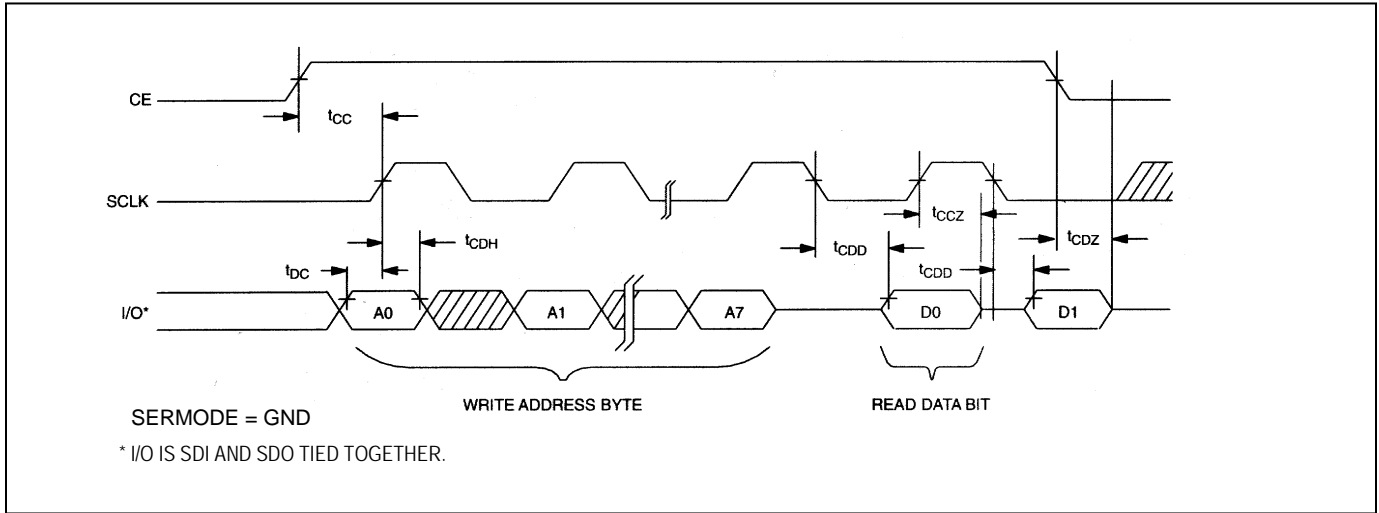 CE
tCC
SCLK
tCCZ
tCDH
tCDD
tCDZ
tDC
tCDD
I/O*
A0
A1
A7
D0
D1
WRITE ADDRESS BYTE
READ DATA BIT
SERMODE = GND
* I/O IS SDI AND SDO TIED TOGETHER.